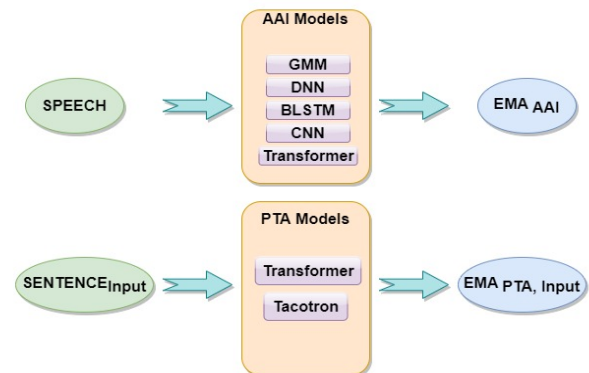 AAI Models
SPEECH
GMM
DNN
BLSTM
CNN
Transformer
EMA AAI
PTA Models
SENTENCEInput
Transformer
Tacotron
EMA PTA, Input